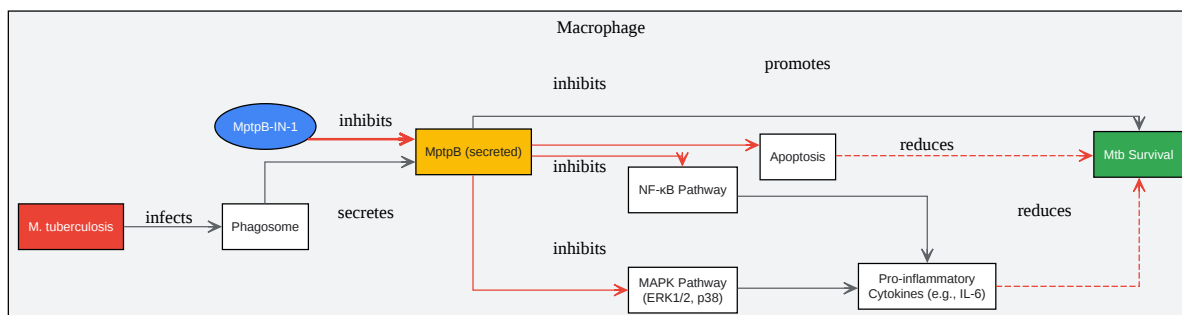 Macrophage
promotes
inhibits
MptpB-IN-1
inhibits
MptpB (secreted)
inhibits
Apoptosis
reduces
Mtb Survival
NF-κB Pathway
M. tuberculosis
infects
Phagosome
secretes
reduces
inhibits
MAPK Pathway
(ERK1/2, p38)
Pro-inflammatory
Cytokines (e.g., IL-6)